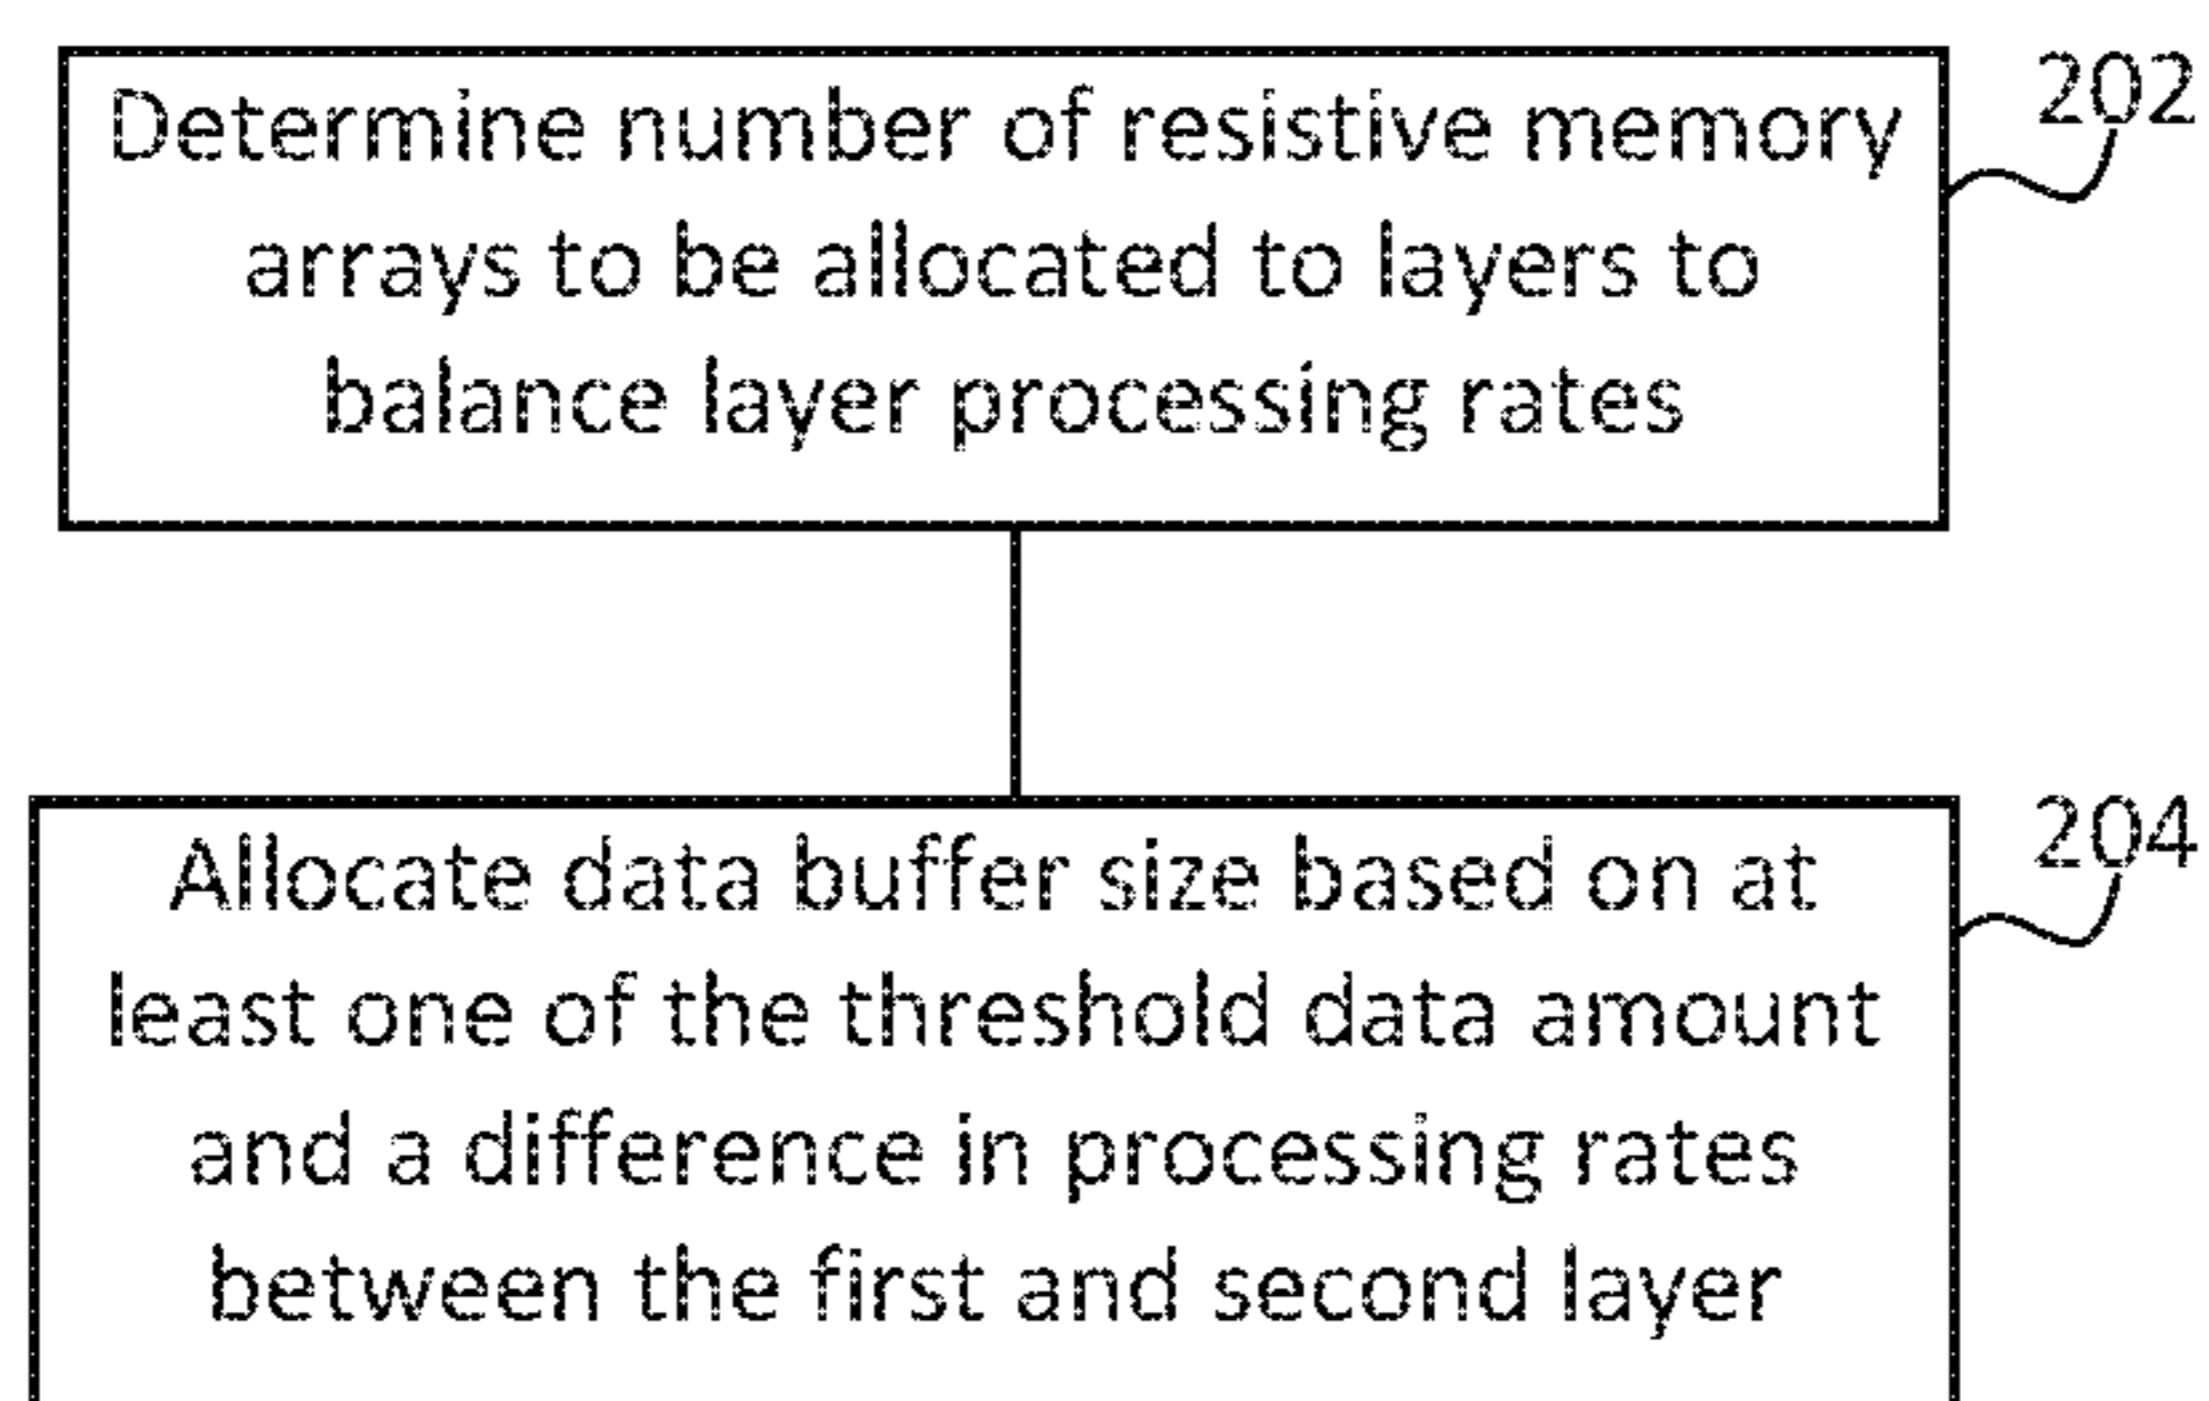 Determine number of resistive memory
arrays to be allocated to layers to
balance layer processing rates
202
Allocate data buffer size based on at
least one of the threshold data amount
and a difference in processing rates
between the first and second layer
204